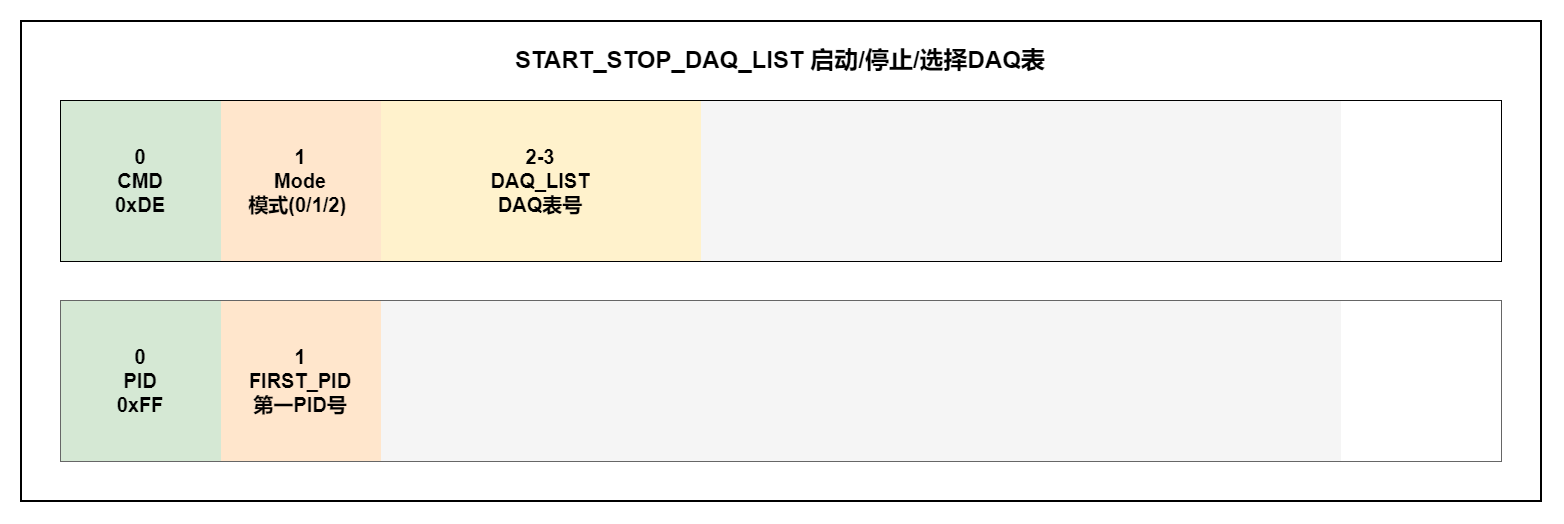 START_STOP_DAQ_LIST 启动/停止/选择DAQ表
0
CMD
0xDE
1
Mode
模式(0/1/2)
2-3
DAQ_LIST
DAQ表号
0
PID
0xFF
1
FIRST_PID
第一PID号